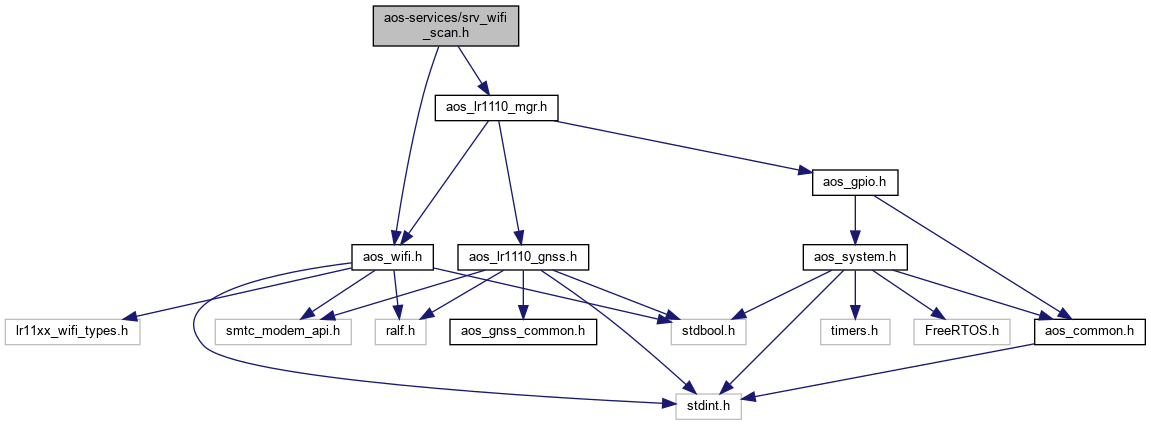 aos-services/srv_wifi
_scan.h
aos_lr1110_mgr.h
aos_gpio.h
aos_wifi.h
aos_lr1110_gnss.h
aos_system.h
lr11xx_wifi_types.h
smtc_modem_api.h
ralf.h
aos_gnss_common.h
stdbool.h
timers.h
FreeRTOS.h
aos_common.h
stdint.h